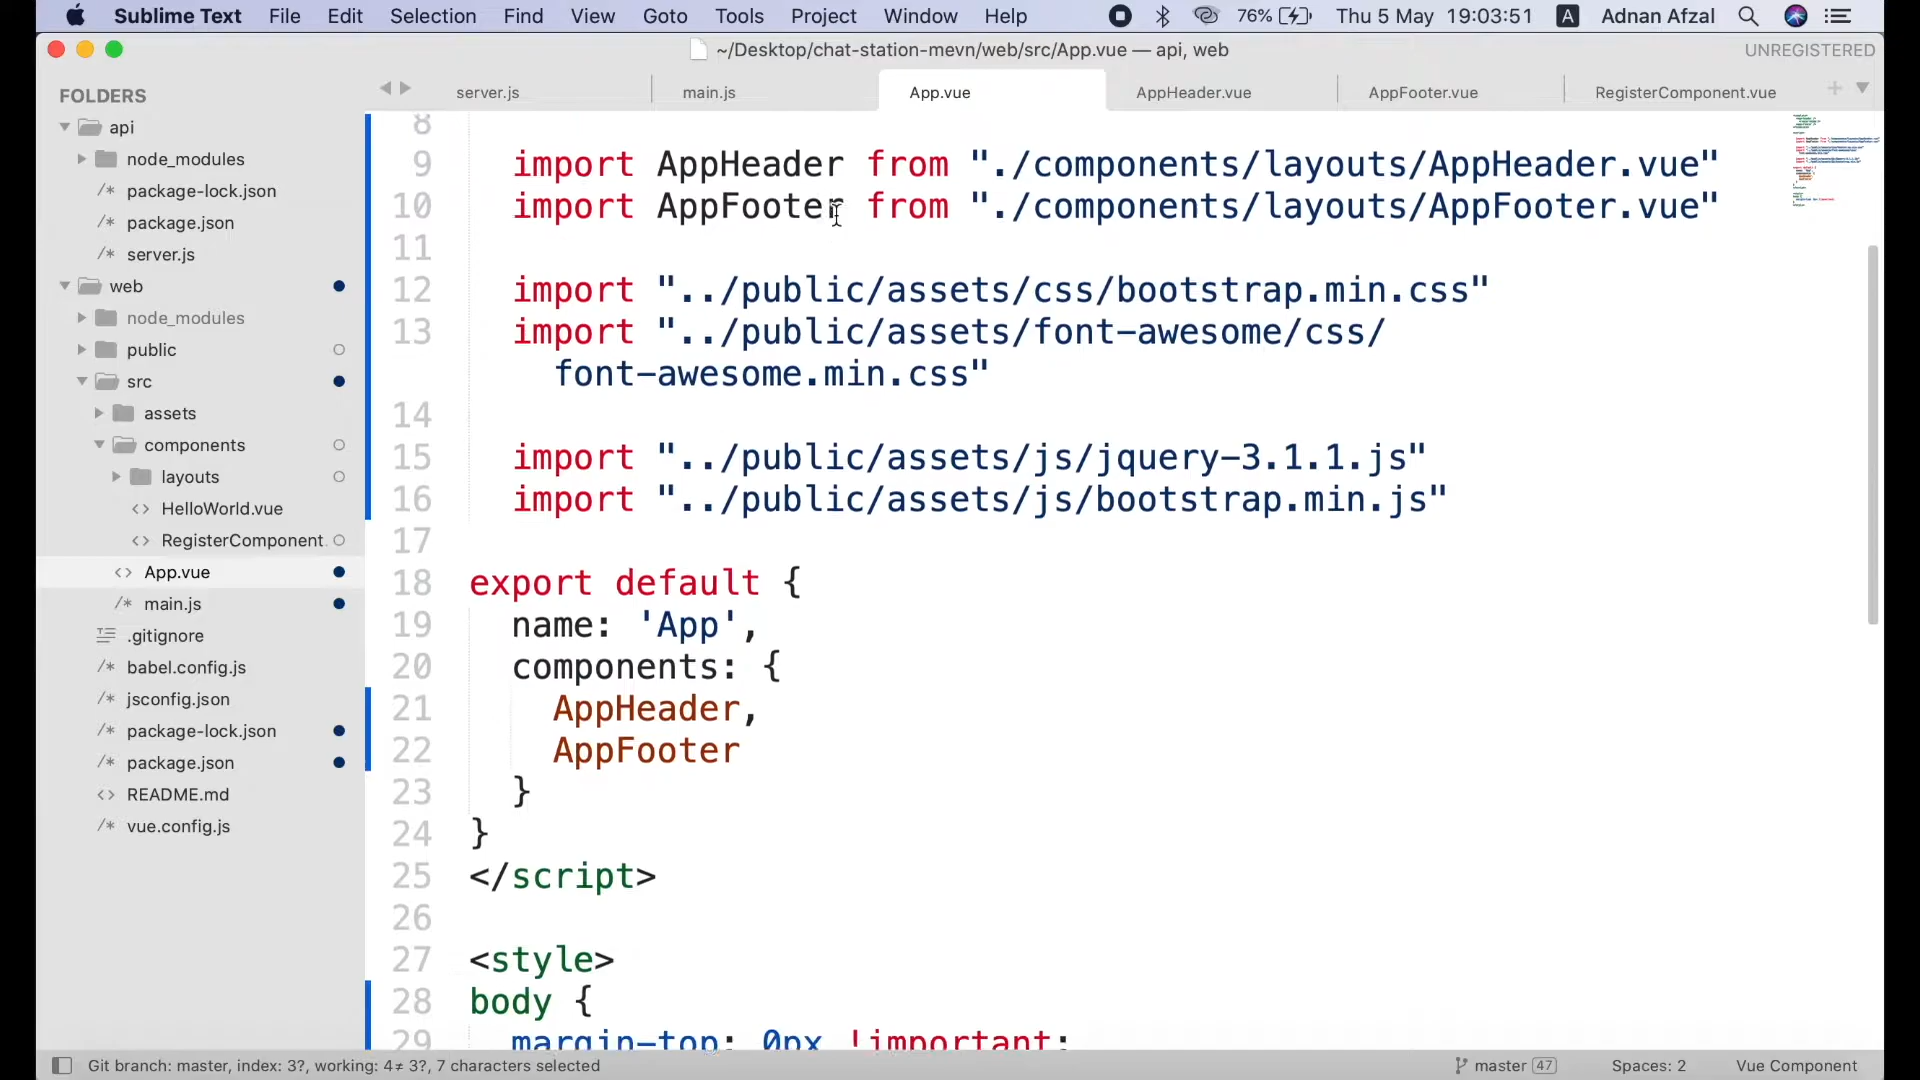 Sublime Text File Edit Selection Find View Goto Tools Project Window Help 76% Thu 5 May 19:03:51 A Adnan Afzal
~/Desktop/chat-station-mevn/web/src/App.vue — api, web
UNREGISTERED
FOLDERS
api
node_modules
/* package-lock.json
/* package.json
/* server.js
web
node_modules
public
src
assets
components
layouts
<> HelloWorld.vue
<> RegisterComponent.
<> App.vue
/* main.js
.gitignore
/* babel.config.js
/* jsconfig.json
/* package-lock.json
/* package.json
<> README.md
/* vue.config.js
server.js main.js App.vue AppHeader.vue AppFooter.vue RegisterComponent.vue
8
9 import AppHeader from "./components/layouts/AppHeader.vue"
10 import AppFooter from "./components/layouts/AppFooter.vue"
11
12 import "../public/assets/css/bootstrap.min.css"
13 import "../public/assets/font-awesome/css/
font-awesome.min.css"
14
15 import "../public/assets/js/jquery-3.1.1.js"
16 import "../public/assets/js/bootstrap.min.js"
17
18 export default {
19 name: 'App',
20 components: {
21 AppHeader,
22 AppFooter
23 }
24 }
25 </script>
26
27 <style>
28 body {
29 margin-top: 0px !important;
Git branch: master, index: 3?, working: 4≠ 3?, 7 characters selected
master 47
Spaces: 2
Vue Component